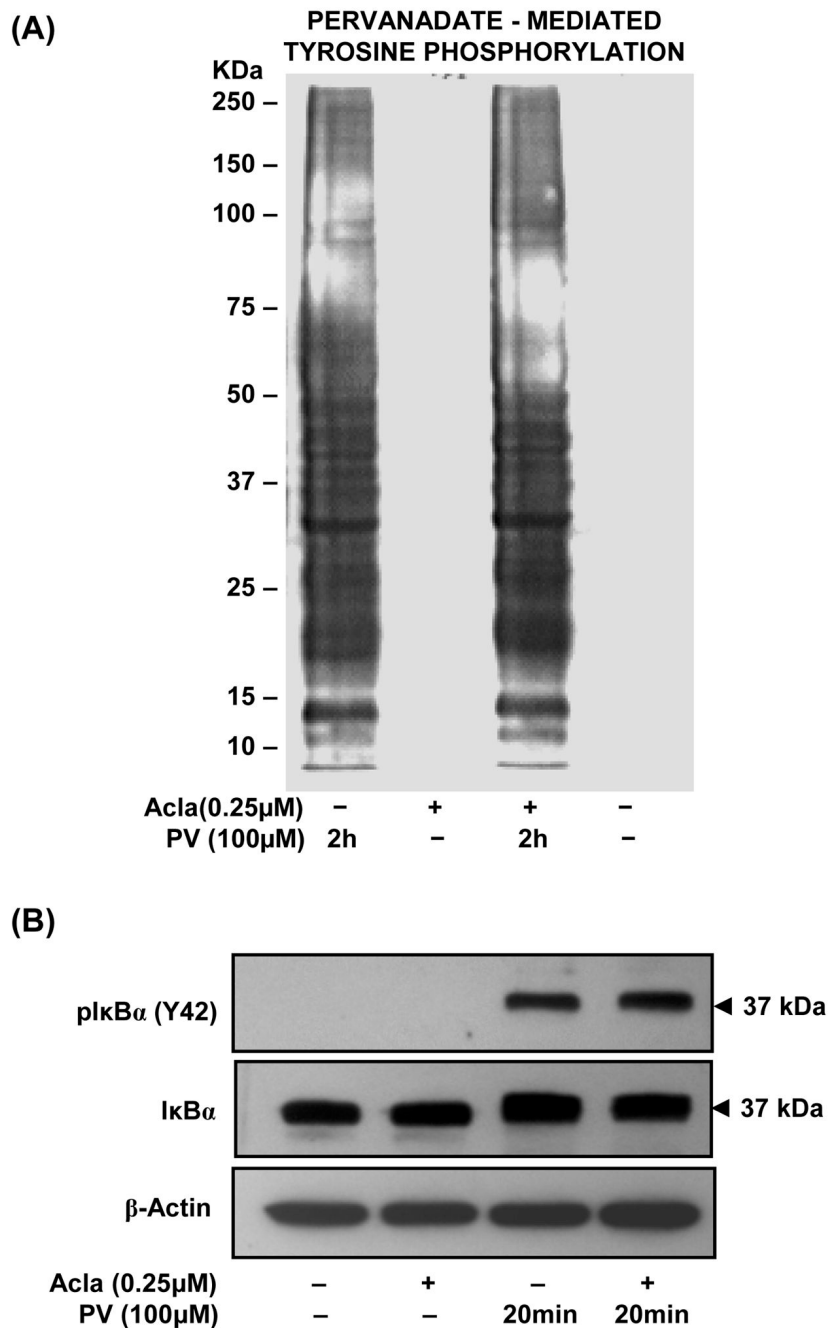 (A)
PERVANADATE - MEDIATED
TYROSINE PHOSPHORYLATION
KDa
250 –
150 –
100 –
75 –
50 –
37 –
25 –
15 –
10 –
Acla(0.25µM) – + + –
PV (100µM) 2h – 2h –
(B)
pIκBα (Y42) ◄ 37 kDa
IκBα ◄ 37 kDa
β-Actin
Acla (0.25µM) – + – +
PV (100µM) – – 20min 20min